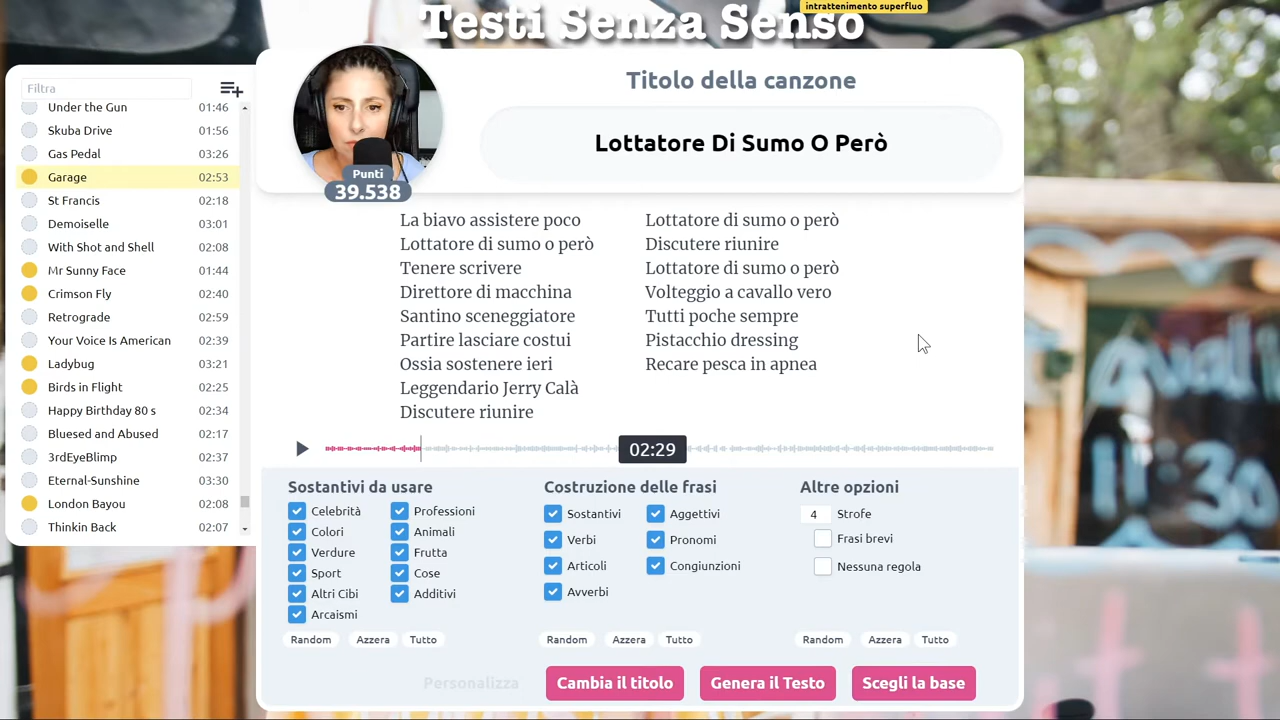 intrattenimento superfluo
Testi Senza Senso
Filtra
Under the Gun 01:46
Skuba Drive 01:56
Gas Pedal 03:26
Garage 02:53
St Francis 02:18
Demoiselle 03:01
With Shot and Shell 02:08
Mr Sunny Face 01:44
Crimson Fly 02:40
Retrograde 02:59
Your Voice Is American 02:39
Ladybug 03:21
Birds in Flight 02:25
Happy Birthday 80 s 02:34
Bluesed and Abused 02:17
3rdEyeBlimp 02:37
Eternal-Sunshine 03:30
London Bayou 02:08
Thinkin Back 02:07
Punti
39.538
Titolo della canzone
Lottatore Di Sumo O Però
La biavo assistere poco
Lottatore di sumo o però
Tenere scrivere
Direttore di macchina
Santino sceneggiatore
Partire lasciare costui
Ossia sostenere ieri
Leggendario Jerry Calà
Discutere riunire
Lottatore di sumo o però
Discutere riunire
Lottatore di sumo o però
Volteggio a cavallo vero
Tutti poche sempre
Pistacchio dressing
Recare pesca in apnea
02:29
Sostantivi da usare
Celebrità Professioni
Colori Animali
Verdure Frutta
Sport Cose
Altri Cibi Additivi
Arcaismi
Random Azzera Tutto
Costruzione delle frasi
Sostantivi Aggettivi
Verbi Pronomi
Articoli Congiunzioni
Avverbi
Random Azzera Tutto
Altre opzioni
4 Strofe
Frasi brevi
Nessuna regola
Random Azzera Tutto
Personalizza
Cambia il titolo
Genera il Testo
Scegli la base